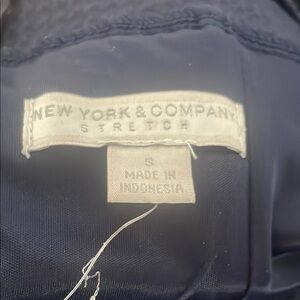 NEW YORK & COMPANY
STRETCH
S
MADE IN
INDONESIA